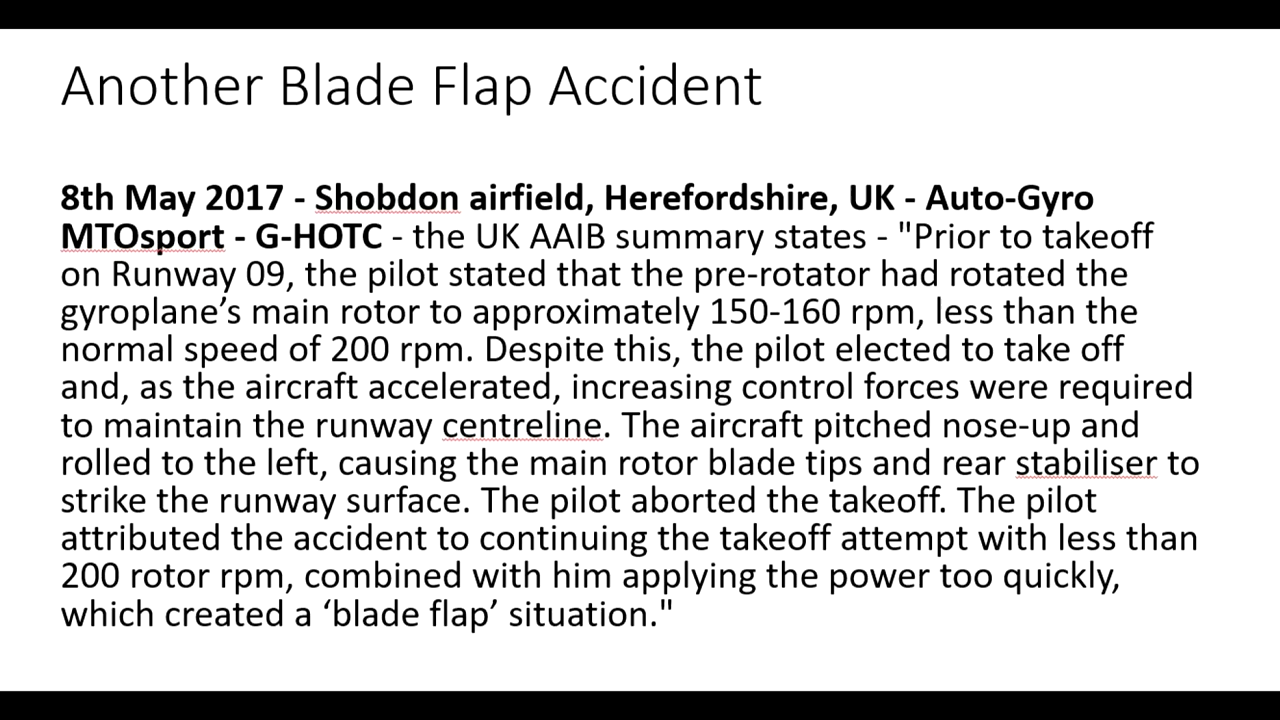 Another Blade Flap Accident
8th May 2017 - Shobdon airfield, Herefordshire, UK - Auto-Gyro
MTOsport - G-HOTC - the UK AAIB summary states - "Prior to takeoff
on Runway 09, the pilot stated that the pre-rotator had rotated the
gyroplane’s main rotor to approximately 150-160 rpm, less than the
normal speed of 200 rpm. Despite this, the pilot elected to take off
and, as the aircraft accelerated, increasing control forces were required
to maintain the runway centreline. The aircraft pitched nose-up and
rolled to the left, causing the main rotor blade tips and rear stabiliser to
strike the runway surface. The pilot aborted the takeoff. The pilot
attributed the accident to continuing the takeoff attempt with less than
200 rotor rpm, combined with him applying the power too quickly,
which created a ‘blade flap’ situation."